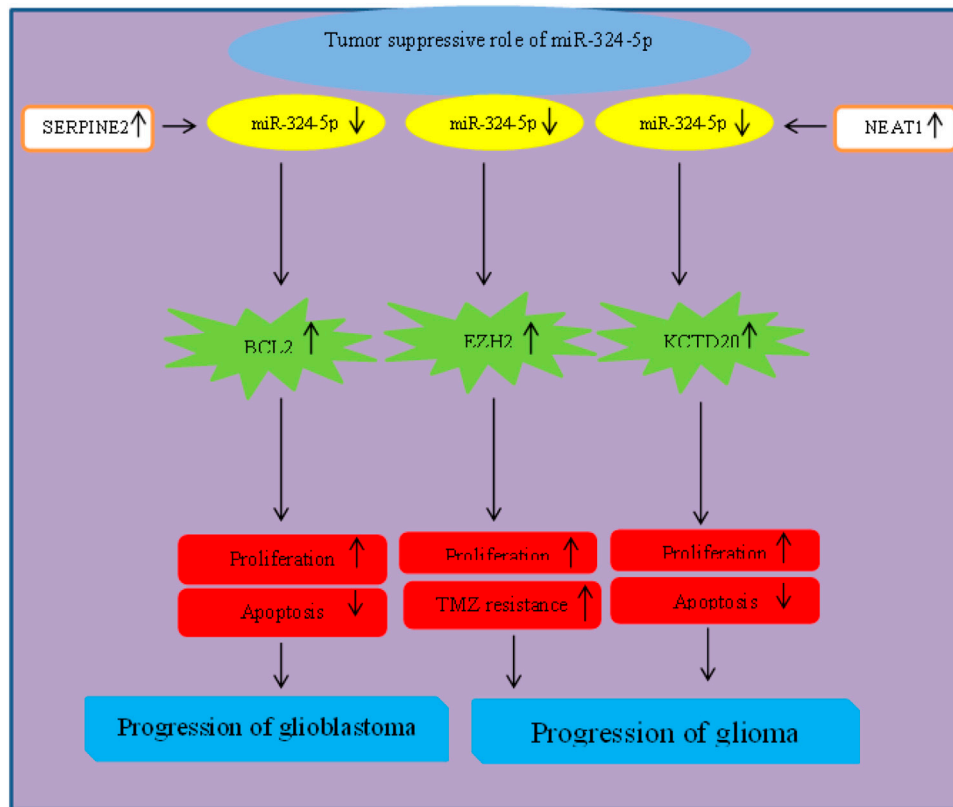 Tumor suppressive role of miR-324-5p
SERPINE2↑
miR-324-5p↓
miR-324-5p↓
miR-324-5p↓
NEAT1↑
BCL2↑
EZH2↑
KCTD20↑
Proliferation↑
Proliferation↑
Proliferation↑
Apoptosis↓
TMZ resistance↑
Apoptosis↓
Progression of glioblastoma
Progression of glioma